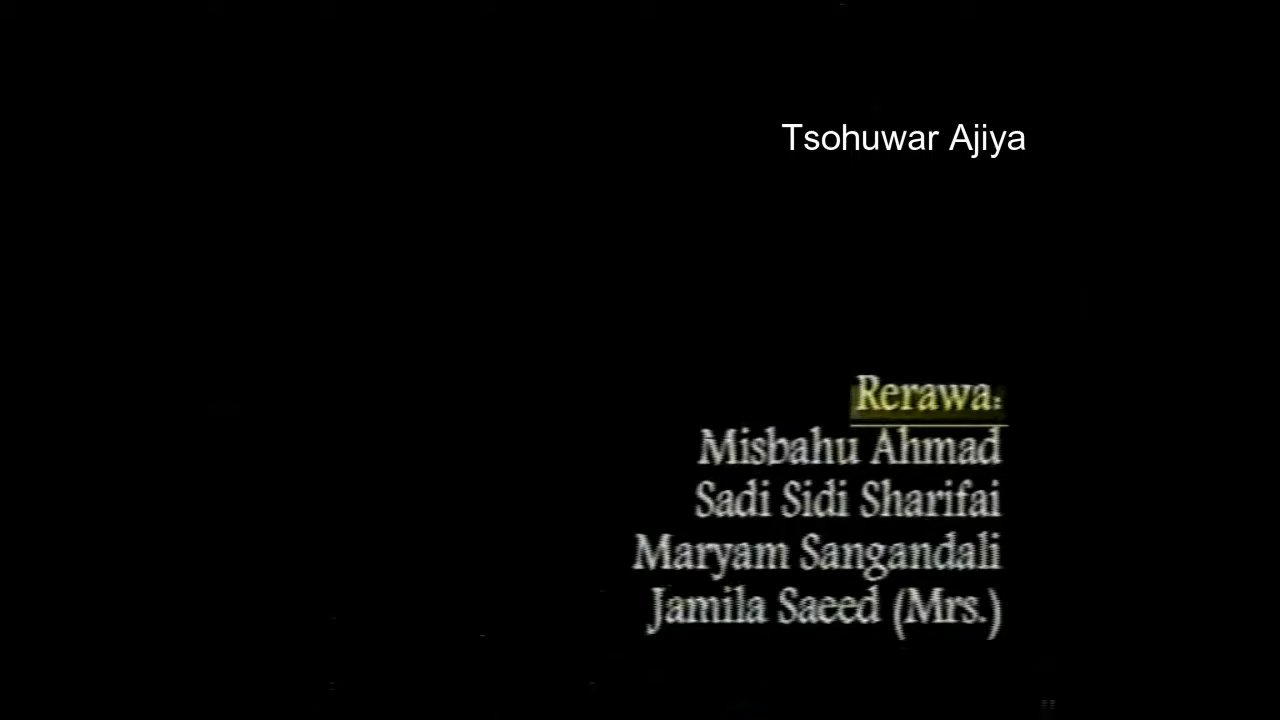 Tsohuwar Ajiya
Rerawa:
Misbahu Ahmad
Sadi Sidi Sharifai
Maryam Sangandali
Jamila Saeed (Mrs.)